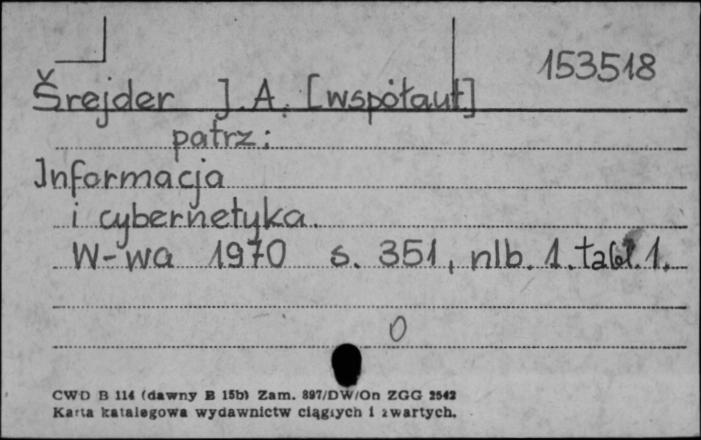 153518
Šrejder J. A. [współaut]
patrz:
Informacja
i cybernetyka.
W-wa 1970 s. 351, nlb. 1. tabl. 1.
0
CWD B 114 (dawny B 15b) Zam. 897/DW/On ZGG 2542
Karta katalogowa wydawnictw ciągłych i zwartych.